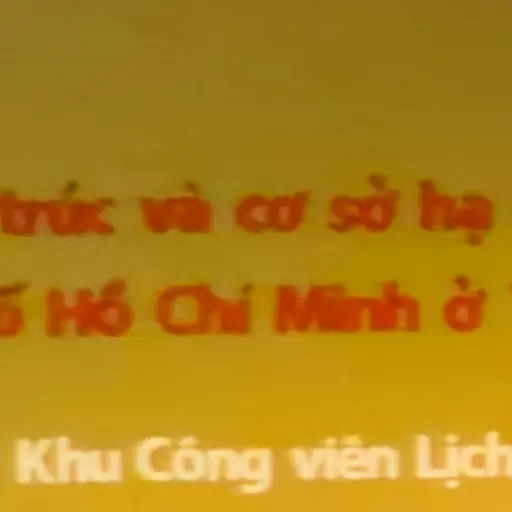 trúc và cơ sở hạ
ố Hồ Chí Minh ở
Khu Công viên Lịch